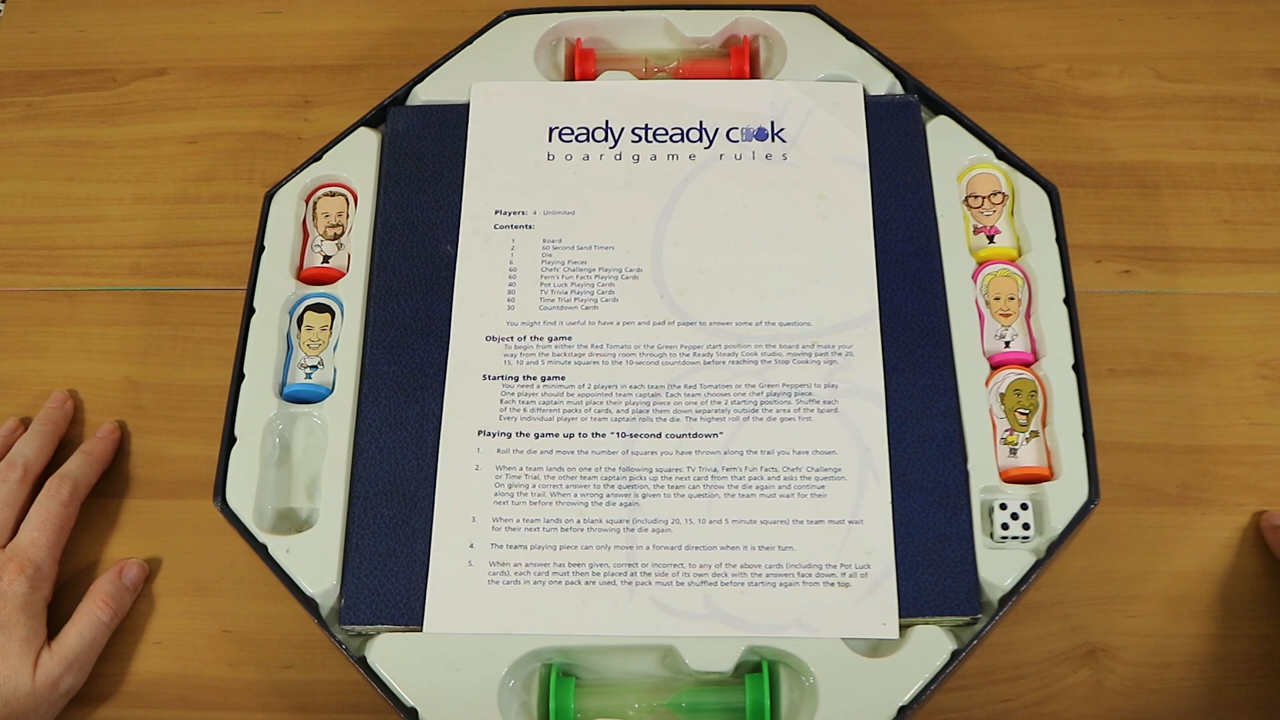 ready steady cook
boardgame rules
Players: 4 - Unlimited
Contents:
1 Board
2 60 Second Sand Timers
1 Die
6 Playing Pieces
60 Chefs' Challenge Playing Cards
60 Fern's Fun Facts Playing Cards
40 Pot Luck Playing Cards
80 TV Trivia Playing Cards
60 Time Trial Playing Cards
30 Countdown Cards
You might find it useful to have a pen and pad of paper to answer some of the questions.
Object of the game
To begin from either the Red Tomato or the Green Pepper start position on the board and make your
way from the backstage dressing room through to the Ready Steady Cook studio, moving past the 20,
15, 10 and 5 minute squares to the 10-second countdown before reaching the Stop Cooking sign.
Starting the game
You need a minimum of 2 players in each team (the Red Tomatoes or the Green Peppers) to play.
One player should be appointed team captain. Each team chooses one chef playing piece.
Each team captain must place their playing piece on one of the 2 starting positions. Shuffle each
of the 6 different packs of cards, and place them down separately outside the area of the board.
Every individual player or team captain rolls the die. The highest roll of the die goes first.
Playing the game up to the "10-second countdown"
1. Roll the die and move the number of squares you have thrown along the trail you have chosen.
2. When a team lands on one of the following squares: TV Trivia, Fern's Fun Facts, Chefs' Challenge
or Time Trial, the other team captain picks up the next card from that pack and asks the question.
On giving a correct answer to the question, the team can throw the die again and continue
along the trail. When a wrong answer is given to the question, the team must wait for their
next turn before throwing the die again.
3. When a team lands on a blank square (including 20, 15, 10 and 5 minute squares) the team must wait
for their next turn before throwing the die again.
4. The teams playing piece can only move in a forward direction when it is their turn.
5. When an answer has been given, correct or incorrect, to any of the above cards (including the Pot Luck
cards), each card must then be placed at the side of its own deck with the answers face down. If all of
the cards in any one pack are used, the pack must be shuffled before starting again from the top.